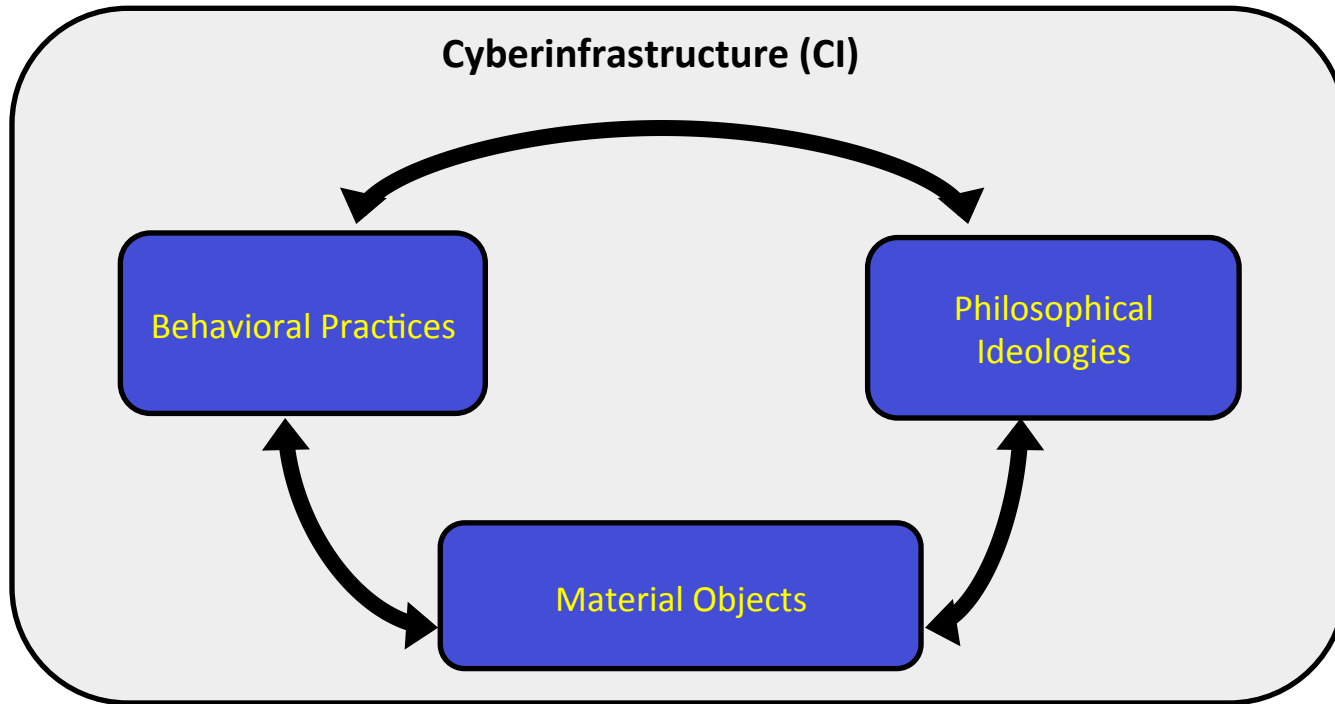 Cyberinfrastructure (CI)
Behavioral Practices
Philosophical
Ideologies
Material Objects